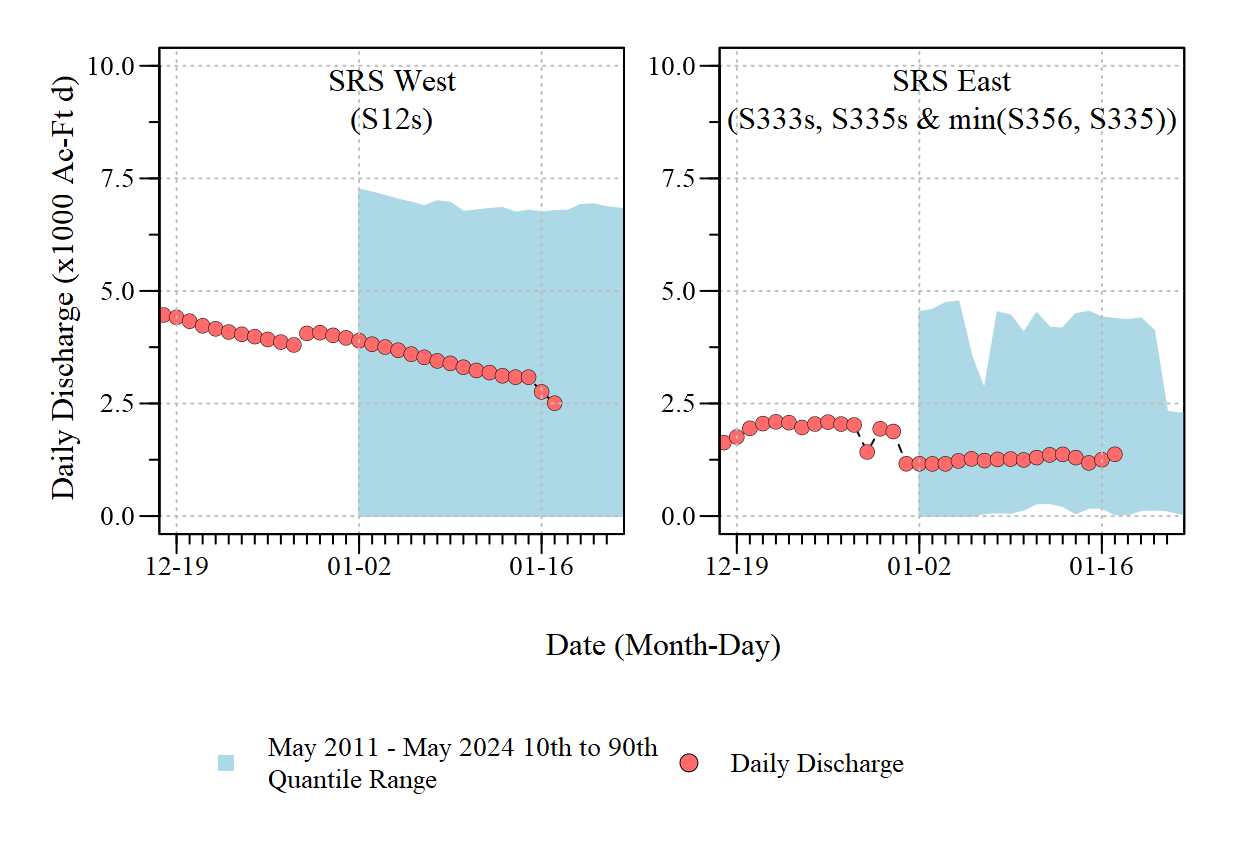 SRS West
(S12s)
Daily Discharge (x1000 Ac-Ft d)
10.0
7.5
5.0
2.5
0.0
12-19
01-02
01-16
SRS East
(S333s, S335s & min(S356, S335))
10.0
7.5
5.0
2.5
0.0
12-19
01-02
01-16
Date (Month-Day)
May 2011 - May 2024 10th to 90th
Quantile Range
Daily Discharge